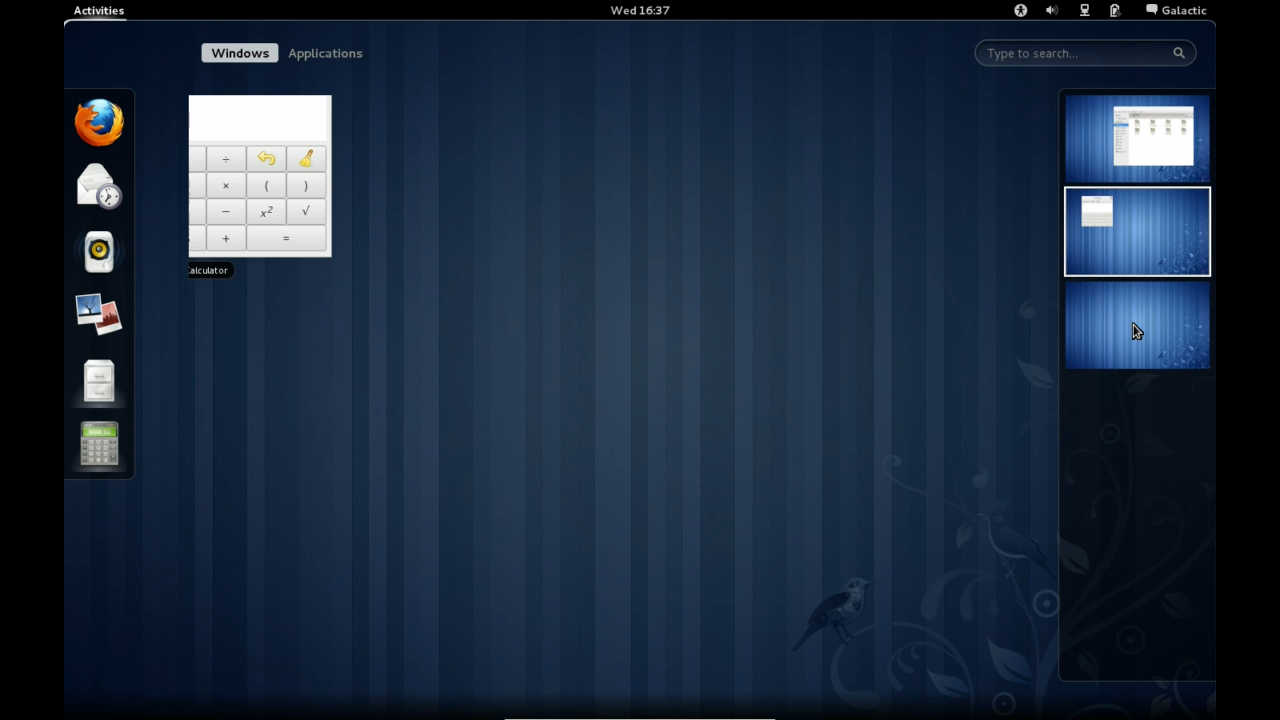 Activities
Wed 16:37
Galactic
Windows
Applications
Type to search...
÷
× ( )
− x² √
+ =
alculator